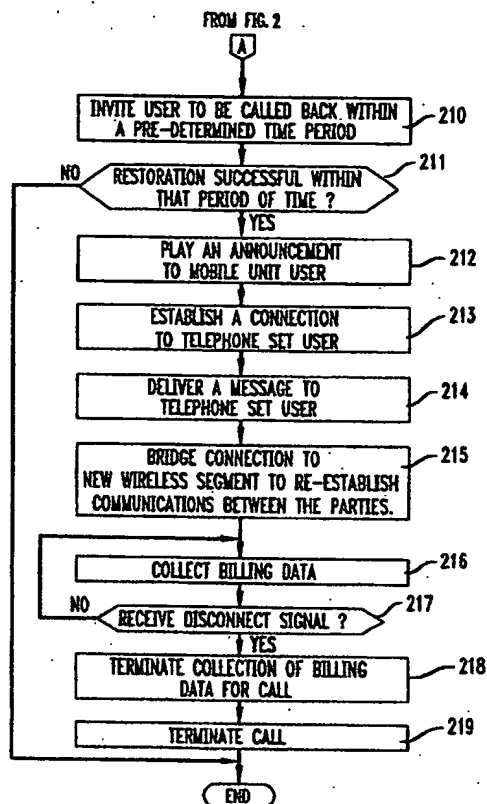 FROM FIG. 2
A
INVITE USER TO BE CALLED BACK WITHIN
A PRE-DETERMINED TIME PERIOD
210
211
NO
RESTORATION SUCCESSFUL WITHIN
THAT PERIOD OF TIME ?
YES
PLAY AN ANNOUNCEMENT
TO MOBILE UNIT USER
212
ESTABLISH A CONNECTION
TO TELEPHONE SET USER
213
DELIVER A MESSAGE TO
TELEPHONE SET USER
214
BRIDGE CONNECTION TO
NEW WIRELESS SEGMENT TO RE-ESTABLISH
COMMUNICATIONS BETWEEN THE PARTIES.
215
COLLECT BILLING DATA
216
NO
RECEIVE DISCONNECT SIGNAL ?
217
YES
TERMINATE COLLECTION OF BILLING
DATA FOR CALL
218
TERMINATE CALL
219
END